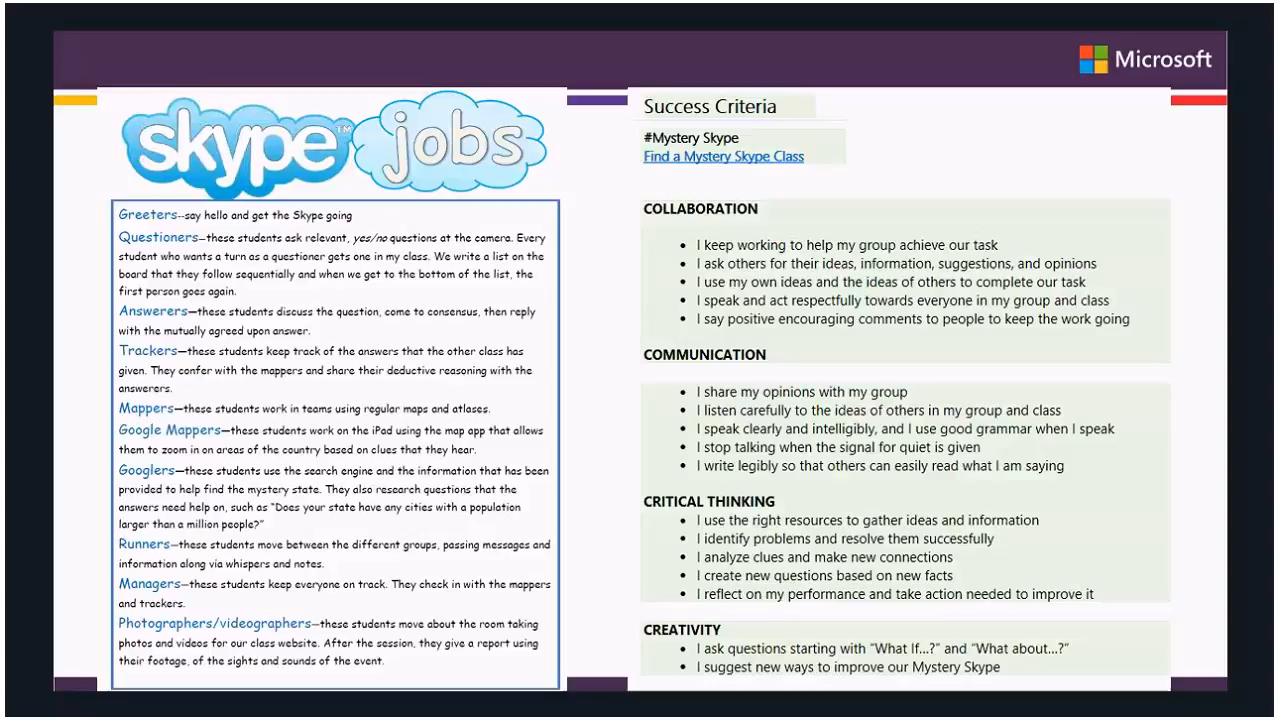 Microsoft
skype™ jobs
Greeters--say hello and get the Skype going
Questioners—these students ask relevant, yes/no questions at the camera. Every
student who wants a turn as a questioner gets one in my class. We write a list on the
board that they follow sequentially and when we get to the bottom of the list, the
first person goes again.
Answerers—these students discuss the question, come to consensus, then reply
with the mutually agreed upon answer.
Trackers—these students keep track of the answers that the other class has
given. They confer with the mappers and share their deductive reasoning with the
answerers.
Mappers—these students work in teams using regular maps and atlases.
Google Mappers—these students work on the iPad using the map app that allows
them to zoom in on areas of the country based on clues that they hear.
Googlers—these students use the search engine and the information that has been
provided to help find the mystery state. They also research questions that the
answers need help on, such as "Does your state have any cities with a population
larger than a million people?"
Runners—these students move between the different groups, passing messages and
information along via whispers and notes.
Managers—these students keep everyone on track. They check in with the mappers
and trackers.
Photographers/videographers—these students move about the room taking
photos and videos for our class website. After the session, they give a report using
their footage, of the sights and sounds of the event.
Success Criteria
#Mystery Skype
Find a Mystery Skype Class
COLLABORATION
• I keep working to help my group achieve our task
• I ask others for their ideas, information, suggestions, and opinions
• I use my own ideas and the ideas of others to complete our task
• I speak and act respectfully towards everyone in my group and class
• I say positive encouraging comments to people to keep the work going
COMMUNICATION
• I share my opinions with my group
• I listen carefully to the ideas of others in my group and class
• I speak clearly and intelligibly, and I use good grammar when I speak
• I stop talking when the signal for quiet is given
• I write legibly so that others can easily read what I am saying
CRITICAL THINKING
• I use the right resources to gather ideas and information
• I identify problems and resolve them successfully
• I analyze clues and make new connections
• I create new questions based on new facts
• I reflect on my performance and take action needed to improve it
CREATIVITY
• I ask questions starting with "What If...?" and "What about...?"
• I suggest new ways to improve our Mystery Skype